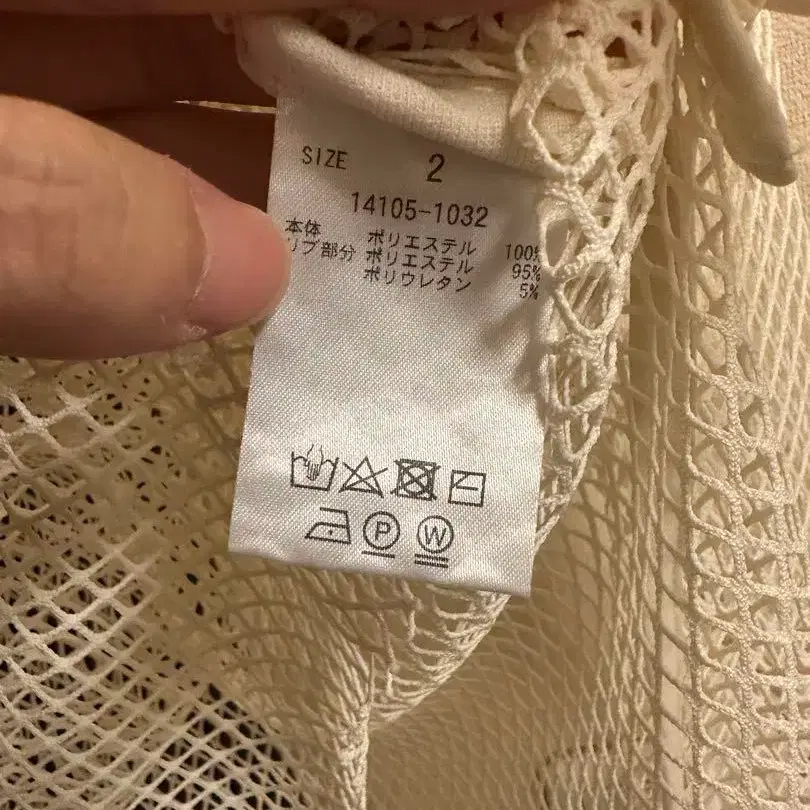 SIZE 2
14105-1032
本体 ポリエステル 100%
リブ部分 ポリエステル 95%
ポリウレタン 5%
P W